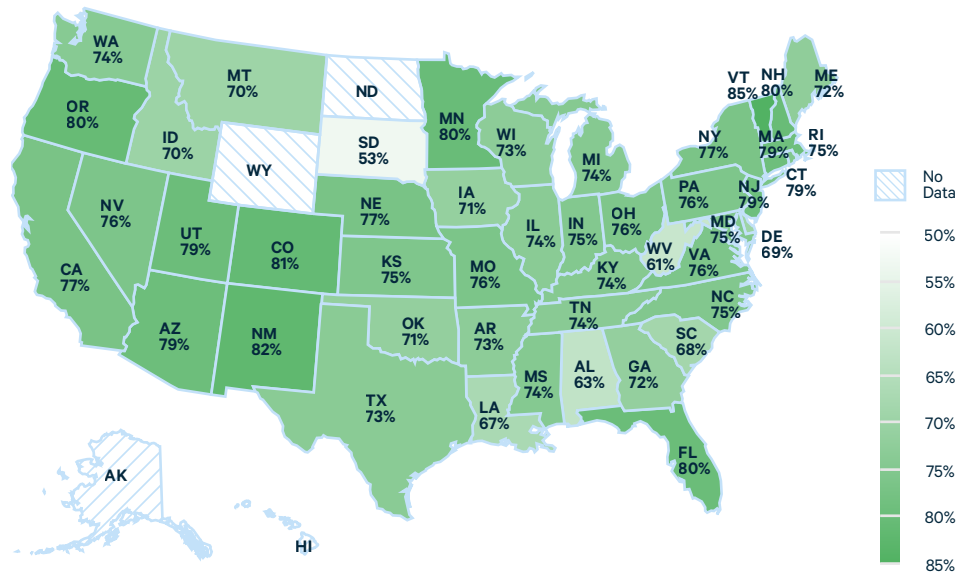 WA
74%
OR
80%
CA
77%
NV
76%
ID
70%
MT
70%
WY
UT
79%
AZ
79%
CO
81%
NM
82%
ND
SD
53%
NE
77%
KS
75%
OK
71%
TX
73%
MN
80%
IA
71%
MO
76%
AR
73%
LA
67%
WI
73%
IL
74%
MI
74%
IN
75%
OH
76%
KY
74%
TN
74%
MS
74%
AL
63%
GA
72%
FL
80%
SC
68%
NC
75%
VA
76%
WV
61%
PA
76%
NY
77%
VT
85%
NH
80%
ME
72%
MA
79%
RI
75%
CT
79%
NJ
79%
MD
75%
DE
69%
AK
HI
No
Data
50%
55%
60%
65%
70%
75%
80%
85%